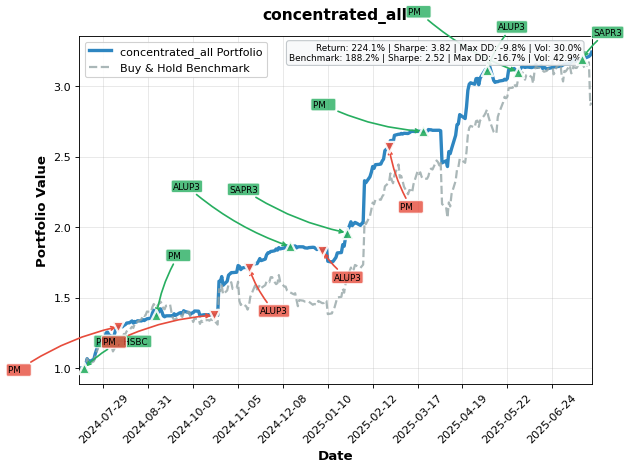 concentrated_all
PM
ALUP3
SAPR3
concentrated_all Portfolio
Buy & Hold Benchmark
Return: 224.1% | Sharpe: 3.82 | Max DD: -9.8% | Vol: 30.0%
Benchmark: 188.2% | Sharpe: 2.52 | Max DD: -16.7% | Vol: 42.9%
PM
ALUP3
SAPR3
PM
PM
ALUP3
ALUP3
PM
HSBC
PM
Portfolio Value
3.0
2.5
2.0
1.5
1.0
2024-07-29
2024-08-31
2024-10-03
2024-11-05
2024-12-08
2025-01-10
2025-02-12
2025-03-17
2025-04-19
2025-05-22
2025-06-24
Date